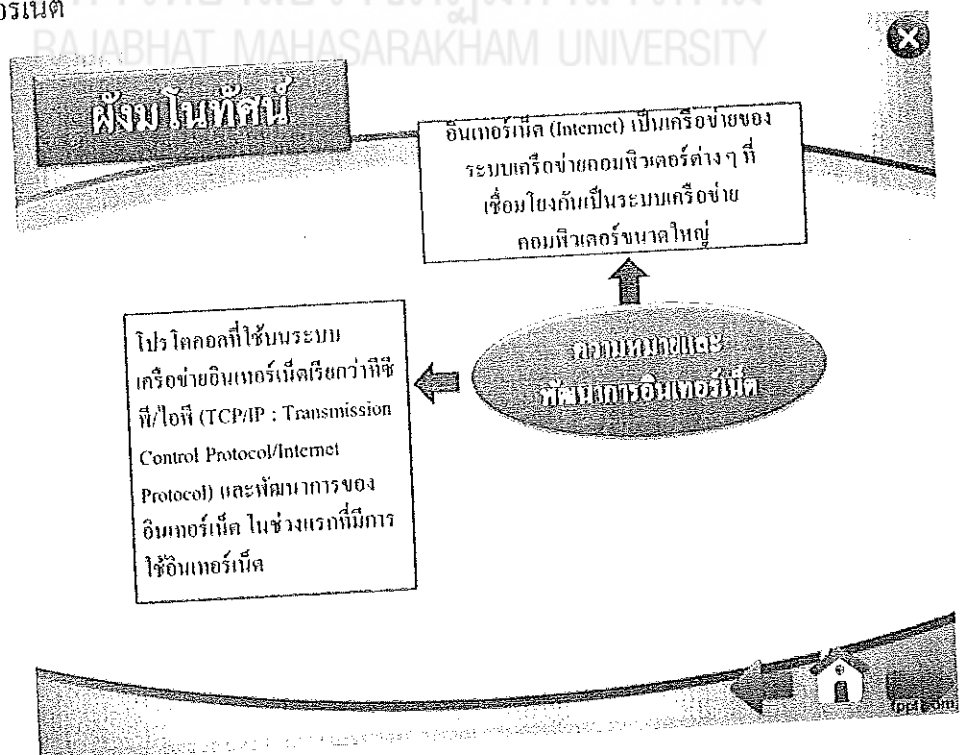 อร์เน็ต
RAJABHAT MAHASARAKHAM UNIVERSITY
ผังมโนทัศน์
อินเทอร์เน็ต (Internet) เป็นเครือข่ายของ
ระบบเครือข่ายคอมพิวเตอร์ต่าง ๆ ที่
เชื่อมโยงกันเป็นระบบเครือข่าย
คอมพิวเตอร์ขนาดใหญ่
ความหมายและ
พัฒนาการอินเทอร์เน็ต
โปรโตคอลที่ใช้บนระบบ
เครือข่ายอินเทอร์เน็ตเรียกว่าทีซี
พี/ไอพี (TCP/IP : Transmission
Control Protocol/Internet
Protocol) และพัฒนาการของ
อินเทอร์เน็ต ในช่วงแรกที่มีการ
ใช้อินเทอร์เน็ต